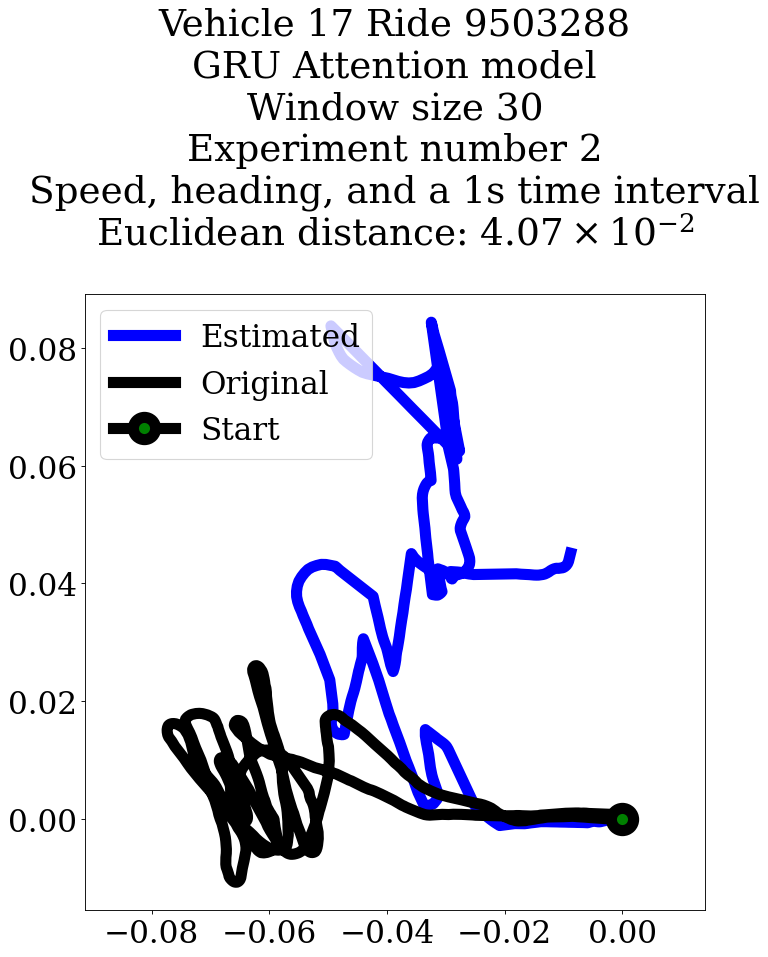 Vehicle 17 Ride 9503288
GRU Attention model
Window size 30
Experiment number 2
Speed, heading, and a 1s time interval
Euclidean distance: 4.07 × 10⁻²
Estimated
Original
Start
0.08
0.06
0.04
0.02
0.00
−0.08 −0.06 −0.04 −0.02 0.00